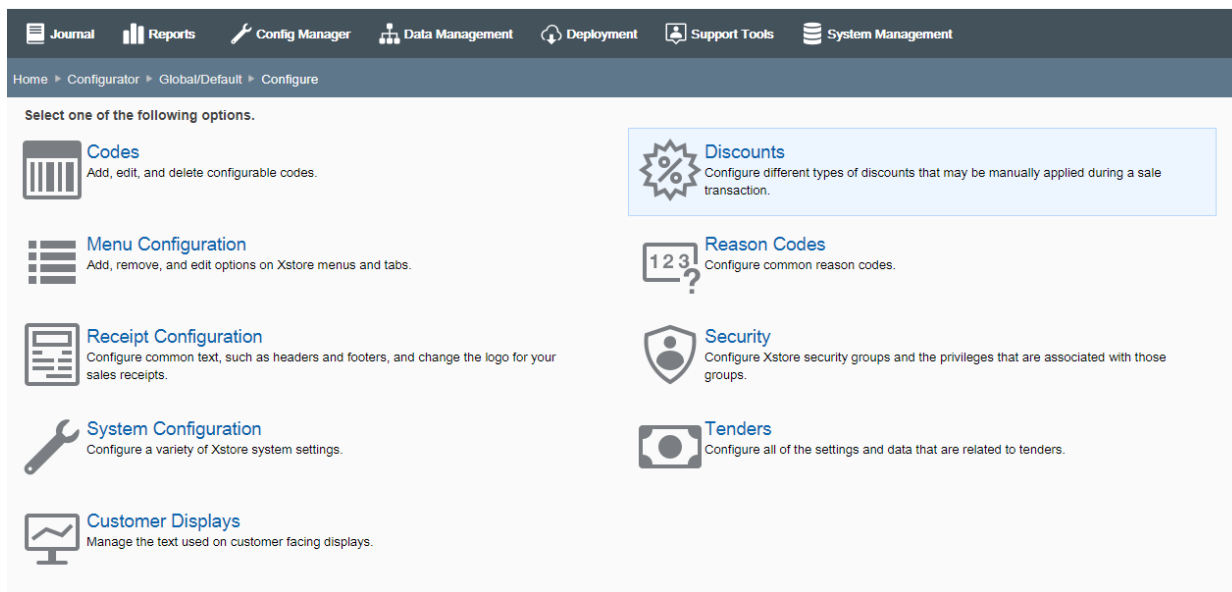 Journal Reports Config Manager Data Management Deployment Support Tools System Management
Home ▸ Configurator ▸ Global/Default ▸ Configure
Select one of the following options.
Codes
Add, edit, and delete configurable codes.
Discounts
Configure different types of discounts that may be manually applied during a sale
transaction.
Menu Configuration
Add, remove, and edit options on Xstore menus and tabs.
123?
Reason Codes
Configure common reason codes.
Receipt Configuration
Configure common text, such as headers and footers, and change the logo for your
sales receipts.
Security
Configure Xstore security groups and the privileges that are associated with those
groups.
System Configuration
Configure a variety of Xstore system settings.
Tenders
Configure all of the settings and data that are related to tenders.
Customer Displays
Manage the text used on customer facing displays.